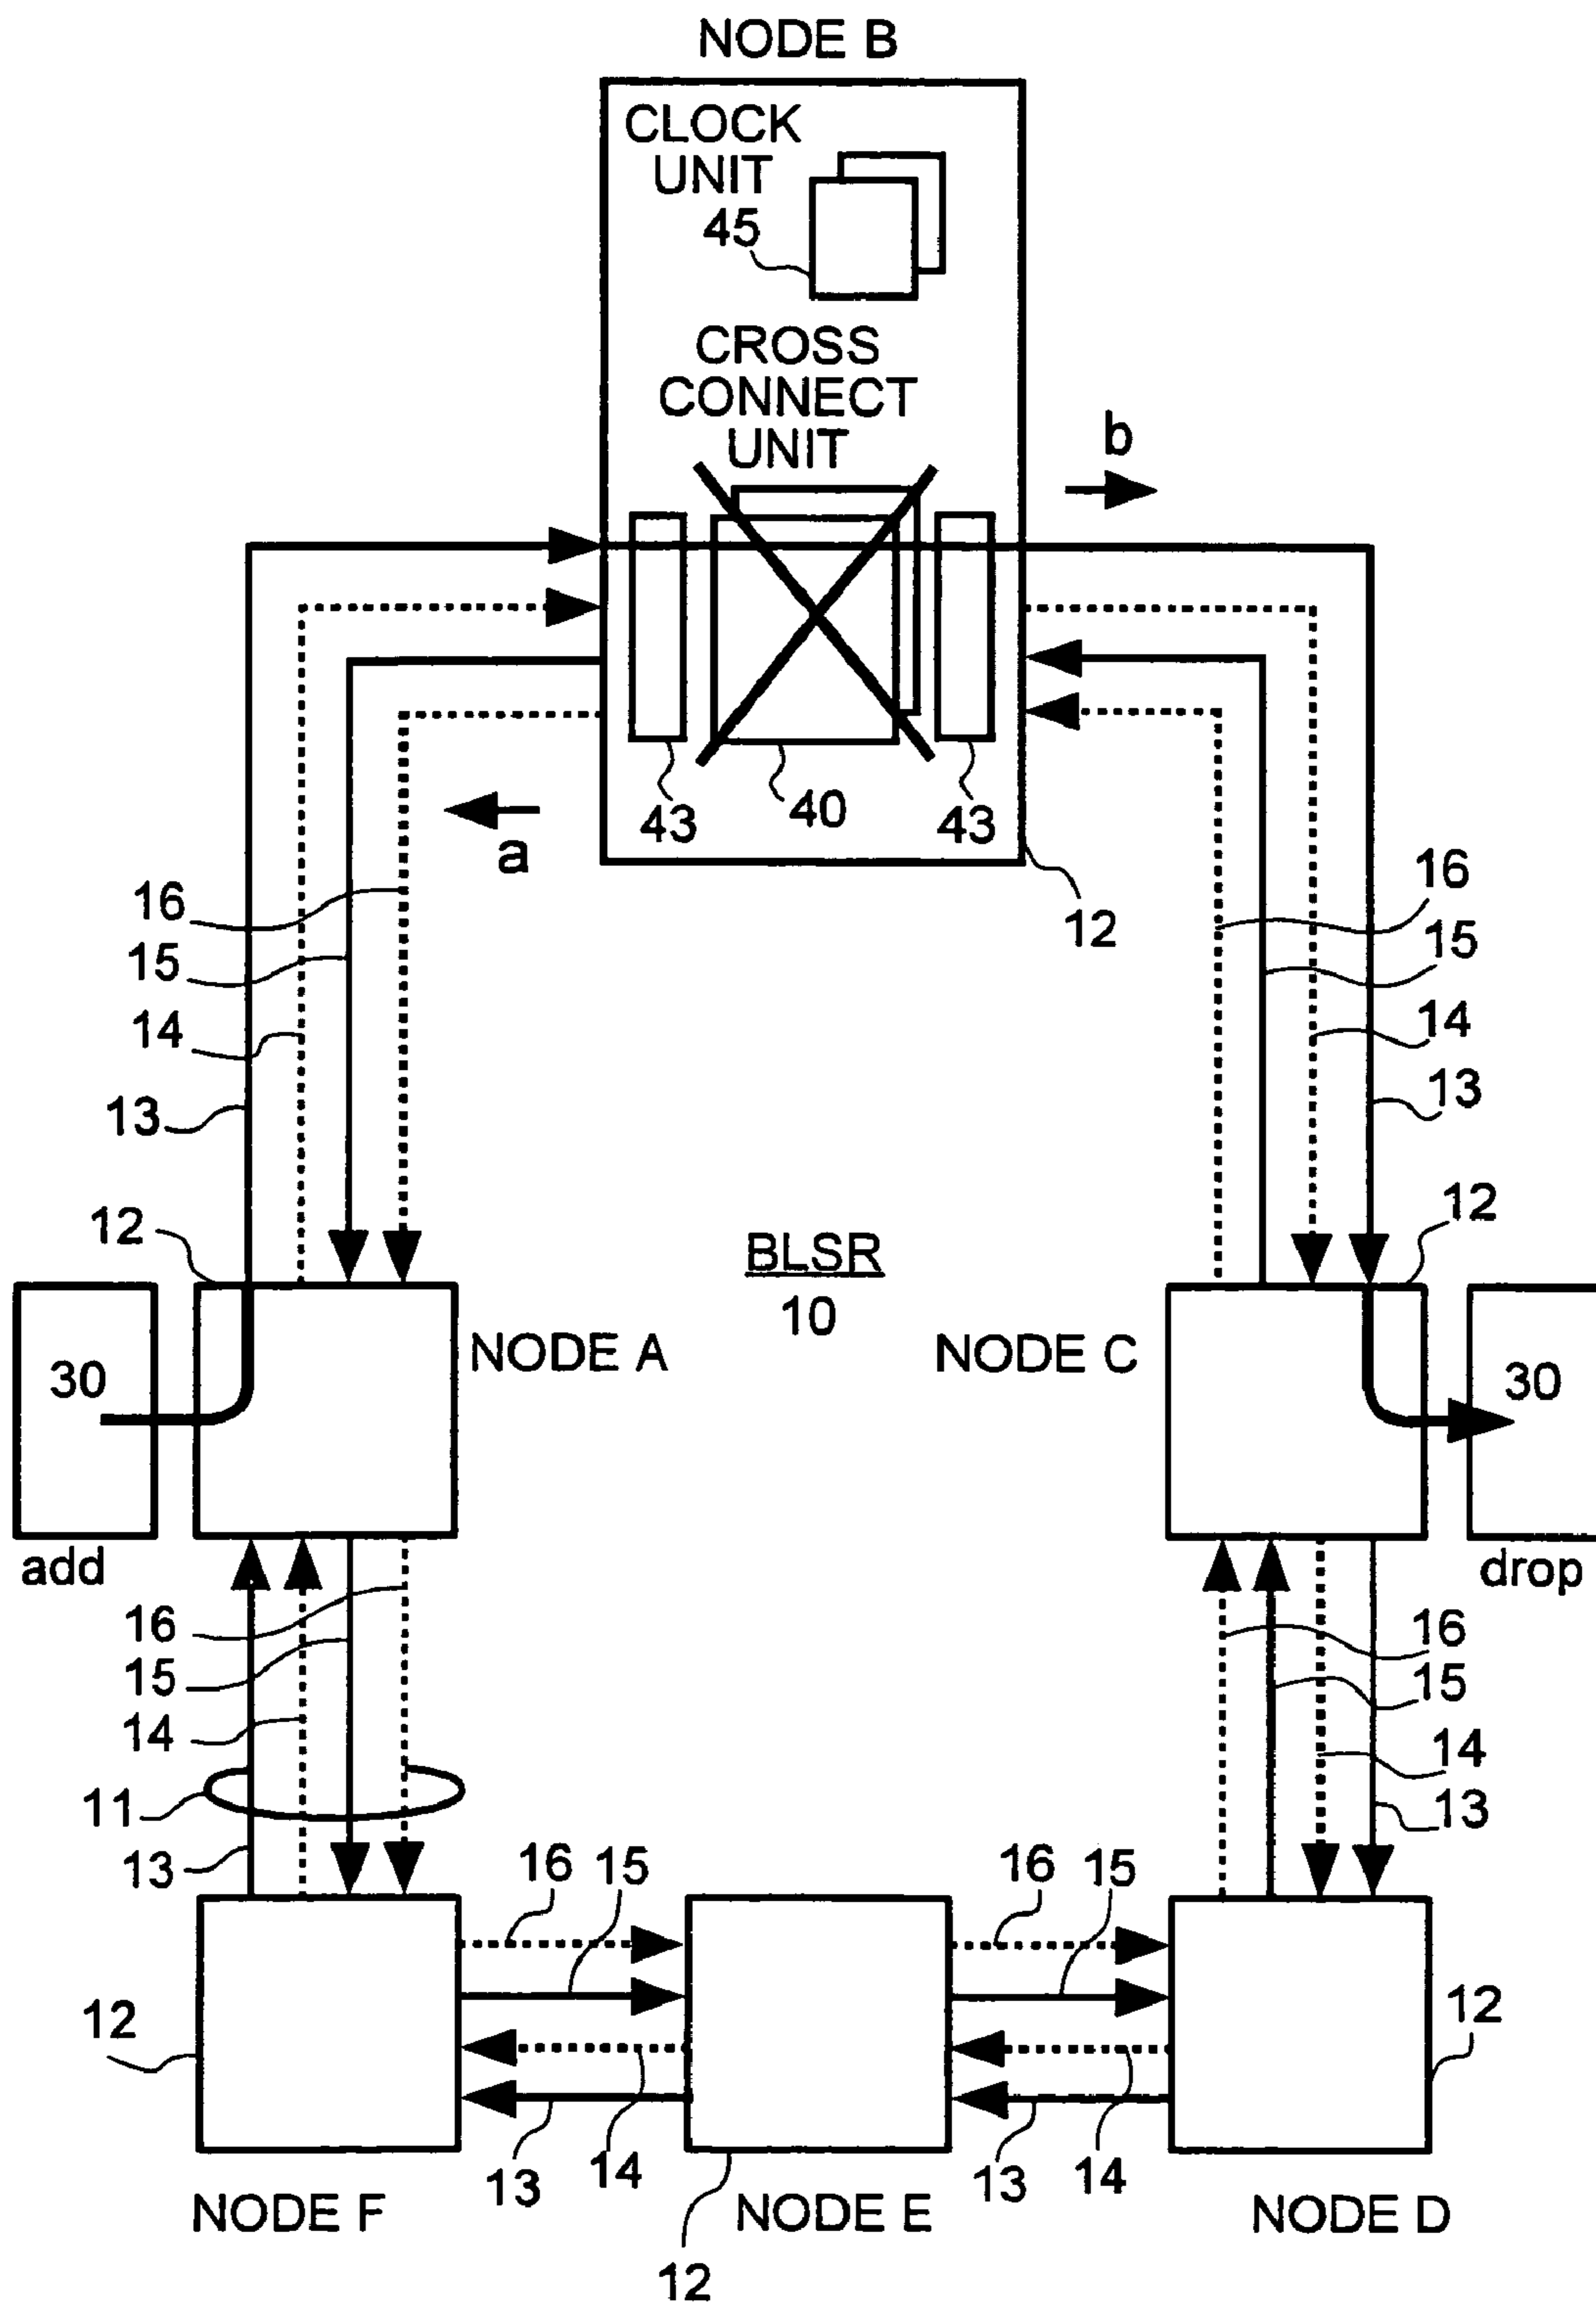 NODE B
CLOCK
UNIT
45
CROSS
CONNECT
UNIT
b
43
40
43
a
12
16
15
14
13
16
15
14
13
12
BLSR
10
12
30
NODE A
NODE C
30
add
drop
16
15
14
11
13
16
15
14
13
16
15
16
15
12
12
13
14
13
14
NODE F
NODE E
NODE D
12